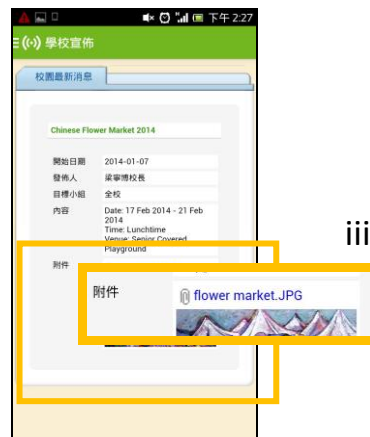 下午 2:27
學校宣佈
校園最新消息
Chinese Flower Market 2014
開始日期 2014-01-07
發佈人 梁寧博校長
目標小組 全校
內容 Date: 17 Feb 2014 - 21 Feb
2014
Time: Lunchtime
Venue: Senior Covered
Playground
附件
iii
附件 flower market.JPG